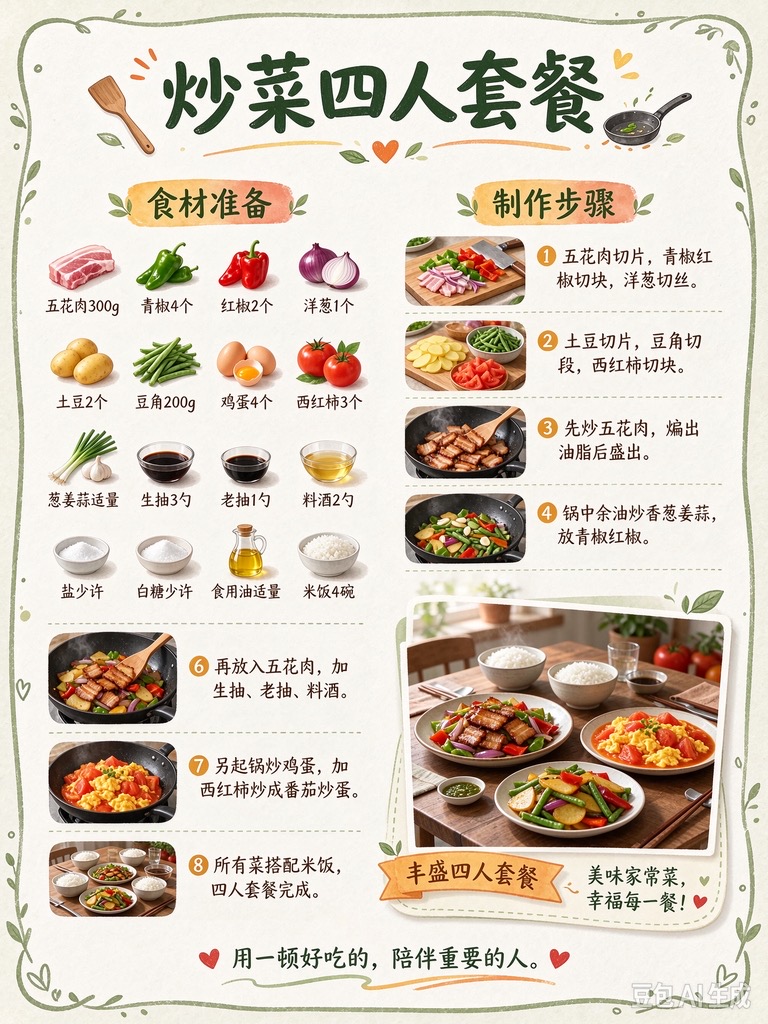 炒菜四人套餐
食材准备
五花肉300g
青椒4个
红椒2个
洋葱1个
土豆2个
豆角200g
鸡蛋4个
西红柿3个
葱姜蒜适量
生抽3勺
老抽1勺
料酒2勺
盐少许
白糖少许
食用油适量
米饭4碗
制作步骤
1 五花肉切片，青椒红
椒切块，洋葱切丝。
2 土豆切片，豆角切
段，西红柿切块。
3 先炒五花肉，煸出
油脂后盛出。
4 锅中余油炒香葱姜蒜，
放青椒红椒。
6 再放入五花肉，加
生抽、老抽、料酒。
7 另起锅炒鸡蛋，加
西红柿炒成番茄炒蛋。
8 所有菜搭配米饭，
四人套餐完成。
丰盛四人套餐
美味家常菜，
幸福每一餐！
用一顿好吃的，陪伴重要的人。
豆包AI生成